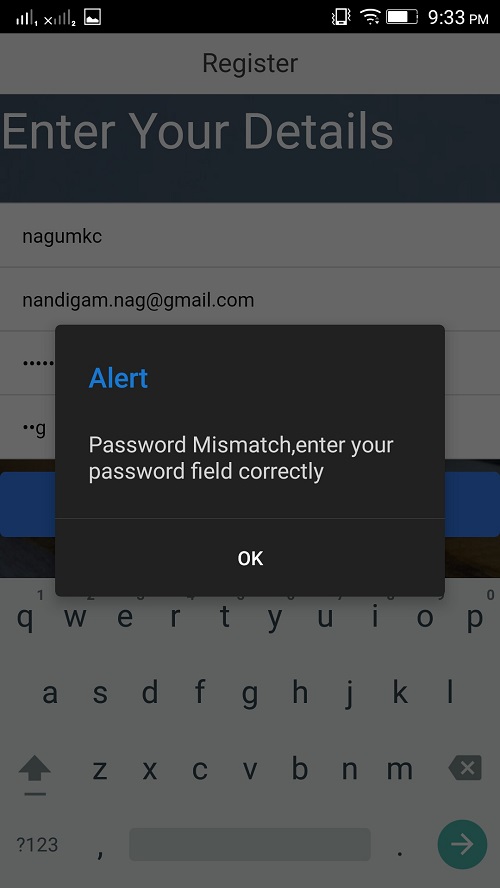 9:33 PM
Register
Enter Your Details
nagumkc
nandigam.nag@gmail.com
••••••
••g
Alert
Password Mismatch,enter your
password field correctly
OK
1 2 3 4 5 6 7 8 9 0
q w e r t y u i o p
a s d f g h j k l
z x c v b n m
?123 , .